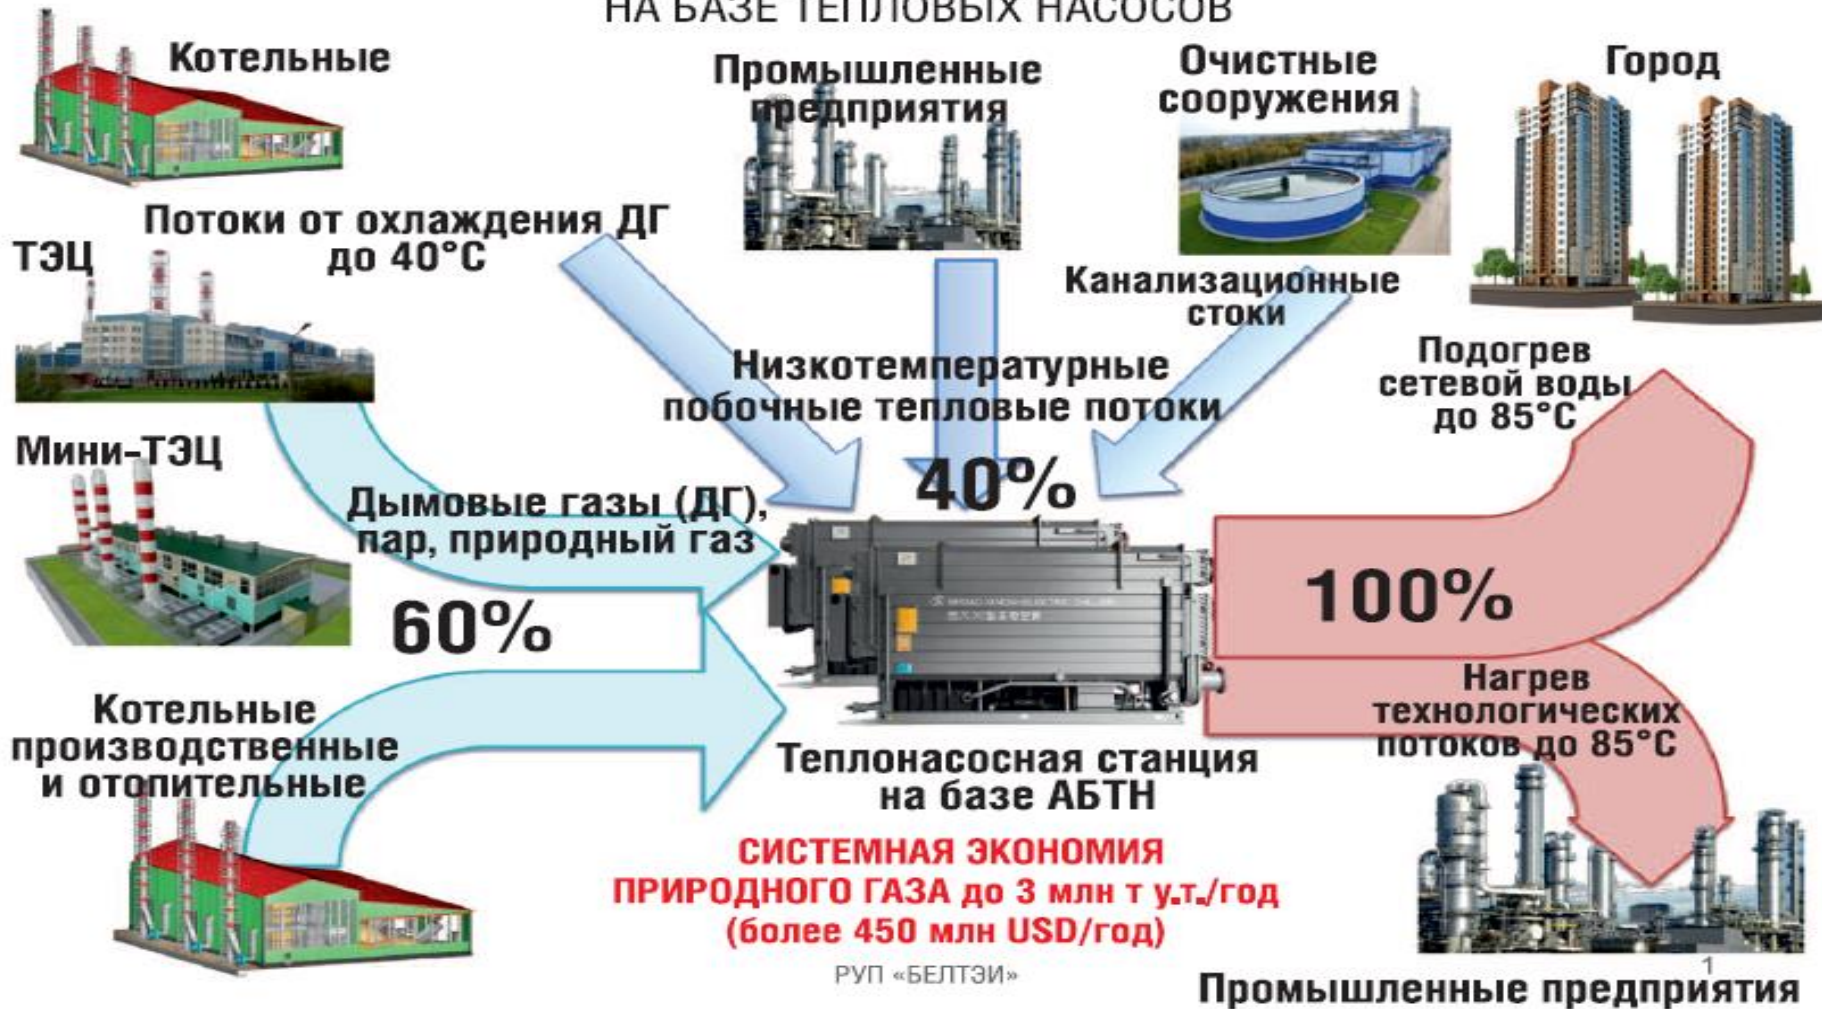 НА БАЗЕ ТЕПЛОВЫХ НАСОСОВ
Котельные
Промышленные
предприятия
Очистные
сооружения
Город
Потоки от охлаждения ДГ
до 40°С
ТЭЦ
Канализационные
стоки
Низкотемпературные
побочные тепловые потоки
40%
Подогрев
сетевой воды
до 85°С
Мини-ТЭЦ
Дымовые газы (ДГ),
пар, природный газ
60%
100%
Котельные
производственные
и отопительные
Теплонасосная станция
на базе АБТН
Нагрев
технологических
потоков до 85°С
СИСТЕМНАЯ ЭКОНОМИЯ
ПРИРОДНОГО ГАЗА до 3 млн т у.т./год
(более 450 млн USD/год)
РУП «БЕЛТЭИ»
1
Промышленные предприятия